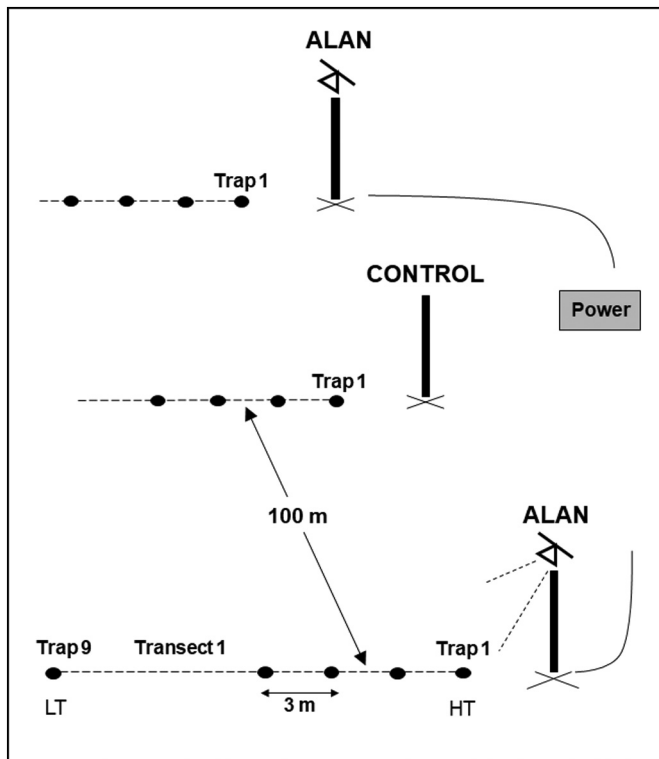 ALAN
Trap 1
CONTROL
Power
Trap 1
100 m
ALAN
Trap 9 Transect 1 Trap 1
3 m
LT HT